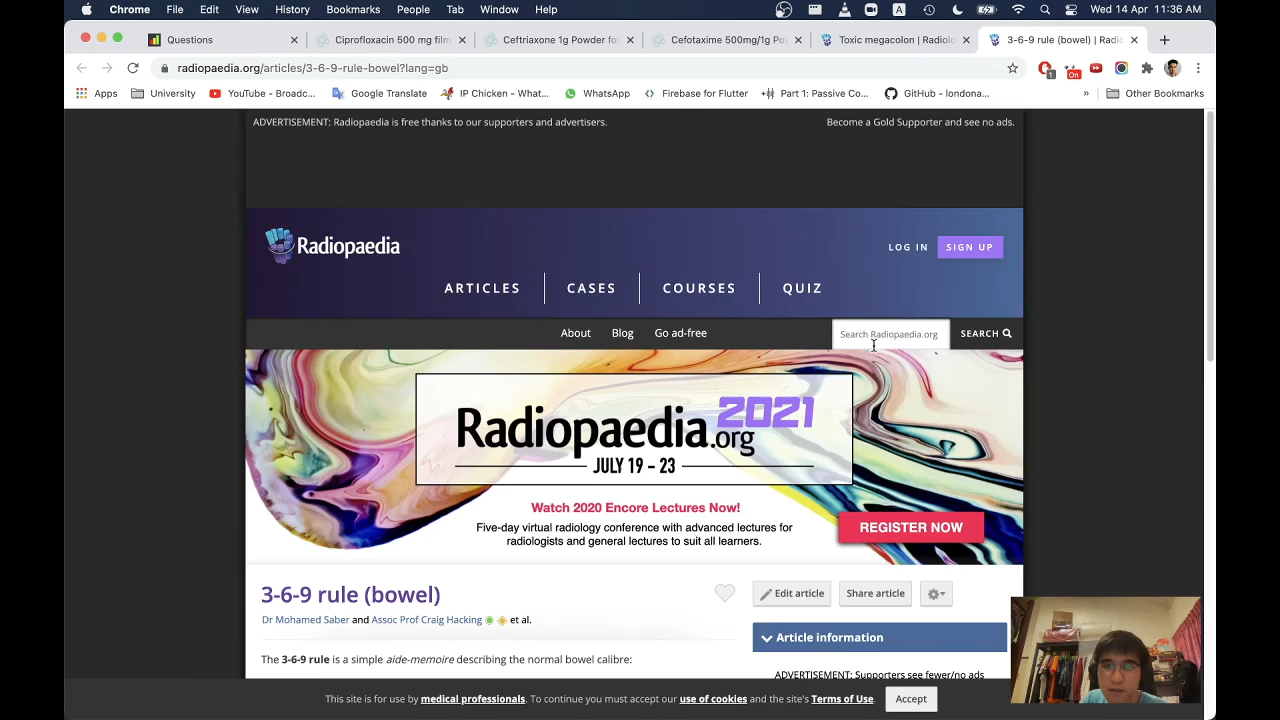 Chrome File Edit View History Bookmarks People Tab Window Help A Wed 14 Apr 11:36 AM
Questions × Ciprofloxacin 500 mg film × Ceftriaxone 1g Powder fo × Cefotaxime 500mg/1g Po × Toxic megacolon | Radiolo × 3-6-9 rule (bowel) | Radio × +
radiopaedia.org/articles/3-6-9-rule-bowel?lang=gb 1 On
Apps University YouTube - Broadc... Google Translate IP Chicken - What... WhatsApp Firebase for Flutter Part 1: Passive Co... GitHub - londona... » Other Bookmarks
ADVERTISEMENT: Radiopaedia is free thanks to our supporters and advertisers. Become a Gold Supporter and see no ads.
Radiopaedia LOG IN SIGN UP
ARTICLES CASES COURSES QUIZ
About Blog Go ad-free Search Radiopaedia.org SEARCH
2021
Radiopaedia.org
JULY 19 – 23
Watch 2020 Encore Lectures Now!
Five-day virtual radiology conference with advanced lectures for
radiologists and general lectures to suit all learners.
REGISTER NOW
3-6-9 rule (bowel) Edit article Share article
Dr Mohamed Saber and Assoc Prof Craig Hacking et al.
Article information
The 3-6-9 rule is a simple aide-memoire describing the normal bowel calibre:
ADVERTISEMENT: Supporters see fewer/no ads
This site is for use by medical professionals. To continue you must accept our use of cookies and the site's Terms of Use. Accept